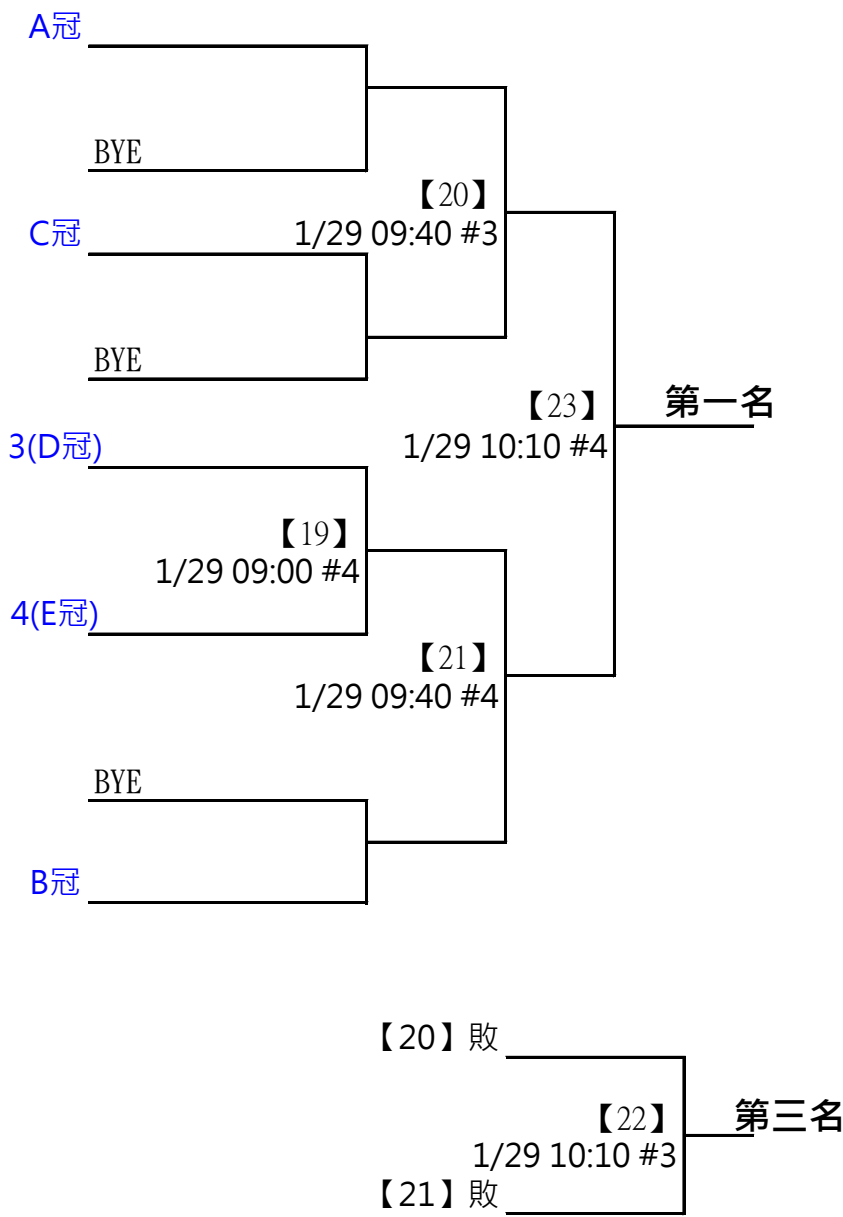 A冠
BYE
【20】
1/29 09:40 #3
C冠
BYE
【23】
1/29 10:10 #4
第一名
3(D冠)
【19】
1/29 09:00 #4
4(E冠)
【21】
1/29 09:40 #4
BYE
B冠
【20】敗
【22】
1/29 10:10 #3
第三名
【21】敗